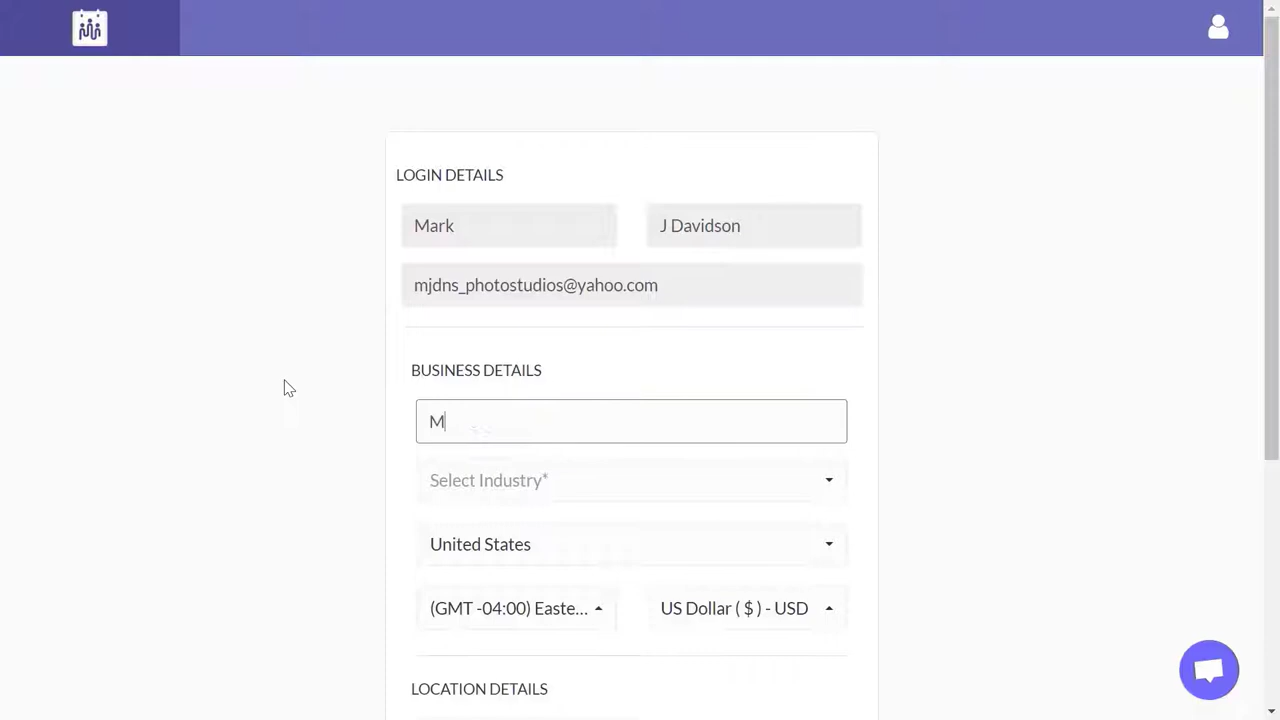 LOGIN DETAILS
Mark
J Davidson
mjdns_photostudios@yahoo.com
BUSINESS DETAILS
M
Select Industry*
United States
(GMT -04:00) Easte...
US Dollar ( $ ) - USD
LOCATION DETAILS